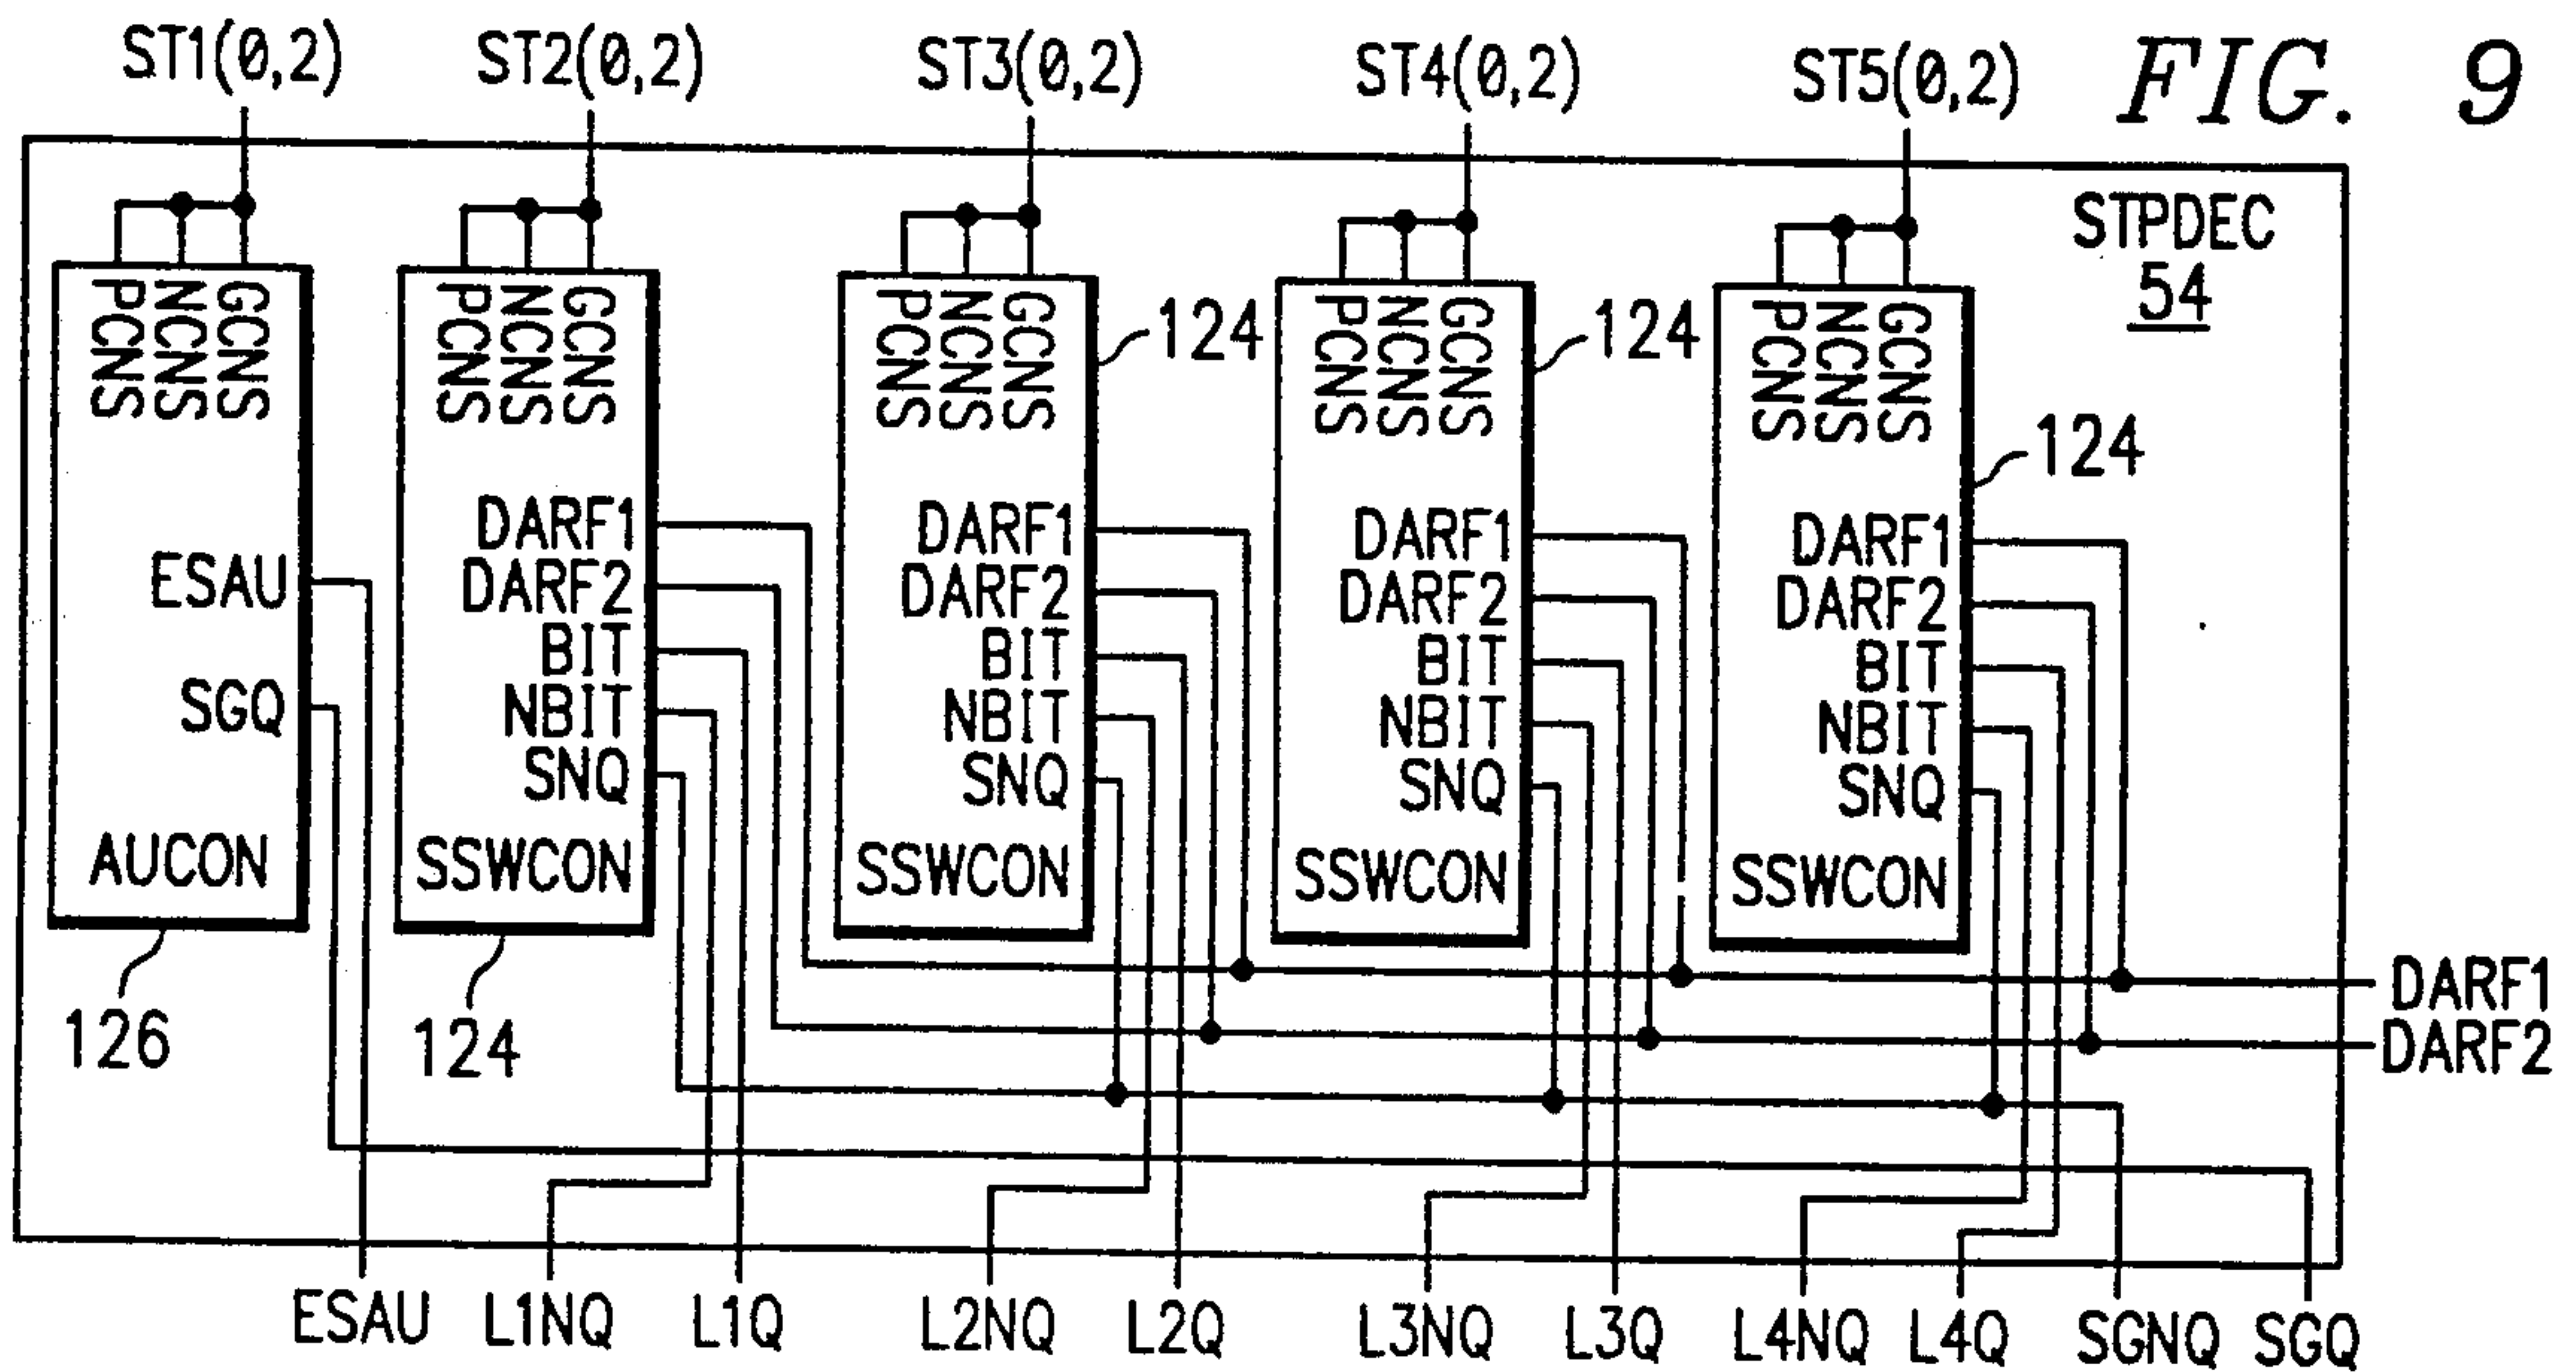 ST1(0,2) ST2(0,2) ST3(0,2) ST4(0,2) ST5(0,2) FIG. 9
STPDEC
54
PCNS NCNS GCNS
ESAU
SGQ
AUCON
126
PCNS NCNS GCNS
DARF1
DARF2
BIT
NBIT
SNQ
SSWCON
124
PCNS NCNS GCNS
124
DARF1
DARF2
BIT
NBIT
SNQ
SSWCON
PCNS NCNS GCNS
124
DARF1
DARF2
BIT
NBIT
SNQ
SSWCON
PCNS NCNS GCNS
124
DARF1
DARF2
BIT
NBIT
SNQ
SSWCON
DARF1
DARF2
ESAU L1NQ L1Q L2NQ L2Q L3NQ L3Q L4NQ L4Q SGNQ SGQ